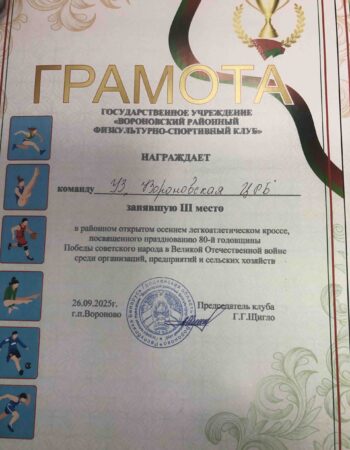 ГРАМОТА
ГОСУДАРСТВЕННОЕ УЧРЕЖДЕНИЕ
«ВОРОНОВСКИЙ РАЙОННЫЙ
ФИЗКУЛЬТУРНО-СПОРТИВНЫЙ КЛУБ»
НАГРАЖДАЕТ
команду УЗ „Вороновская ЦРБ"
занявшую III место
в районном открытом осеннем легкоатлетическом кроссе,
посвященного празднованию 80-й годовщины
Победы советского народа в Великой Отечественной войне
среди организаций, предприятий и сельских хозяйств
26.09.2025г. Председатель клуба
г.п.Вороново Г.Г.Щигло